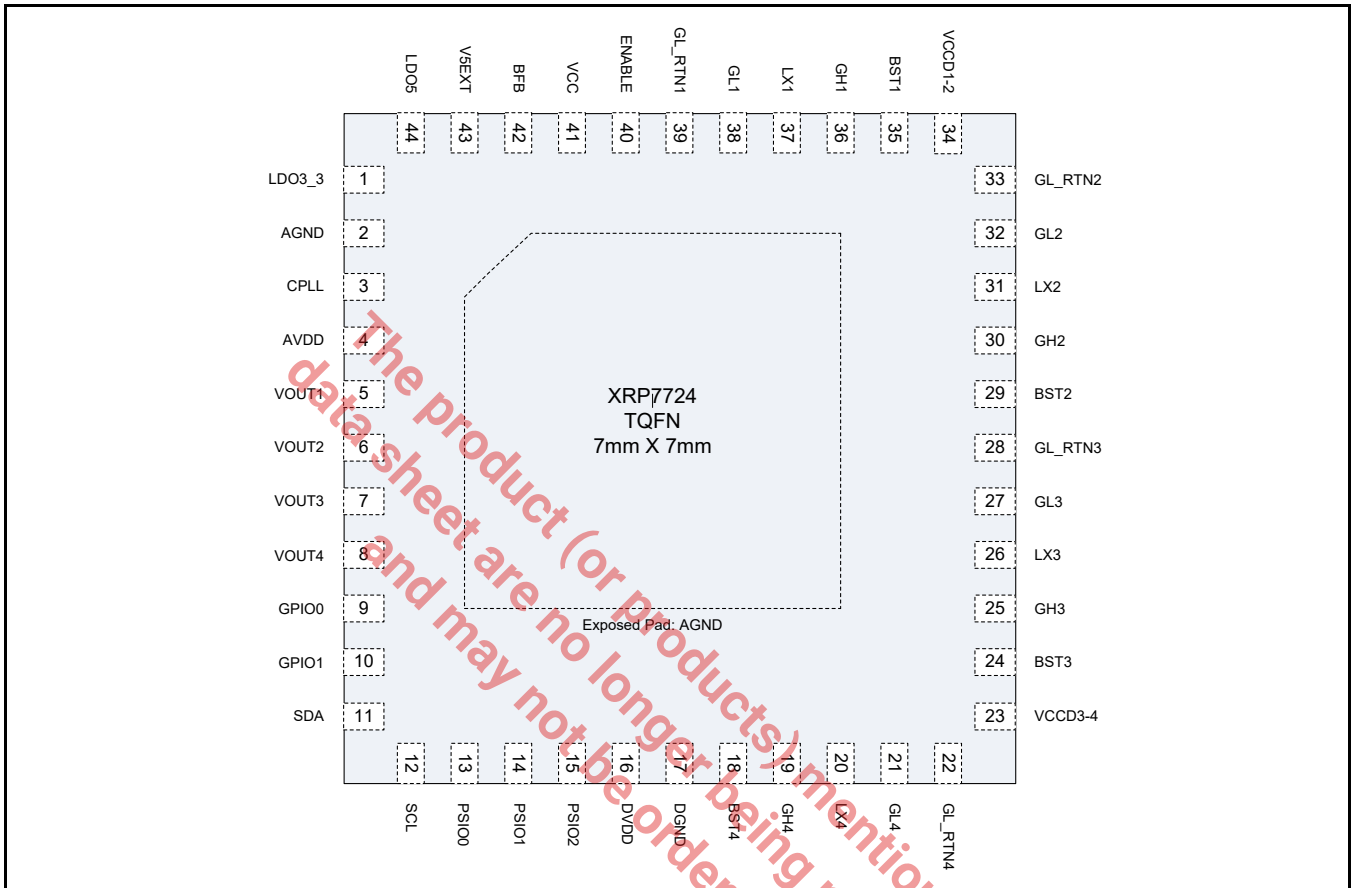 LDO5
V5EXT
BFB
VCC
ENABLE
GL_RTN1
GL1
LX1
GH1
BST1
VCCD1-2
44
43
42
41
40
39
38
37
36
35
34
LDO3_3 1
33 GL_RTN2
AGND 2
32 GL2
CPLL 3
31 LX2
AVDD 4
30 GH2
VOUT1 5
29 BST2
VOUT2 6
28 GL_RTN3
VOUT3 7
27 GL3
VOUT4 8
26 LX3
GPIO0 9
25 GH3
GPIO1 10
24 BST3
SDA 11
23 VCCD3-4
XRP7724
TQFN
7mm X 7mm
Exposed Pad: AGND
12
13
14
15
16
17
18
19
20
21
22
SCL
PSIO0
PSIO1
PSIO2
DVDD
DGND
BST4
GH4
LX4
GL4
GL_RTN4
The product (or products) mention
data sheet are no longer being
and may not be orde